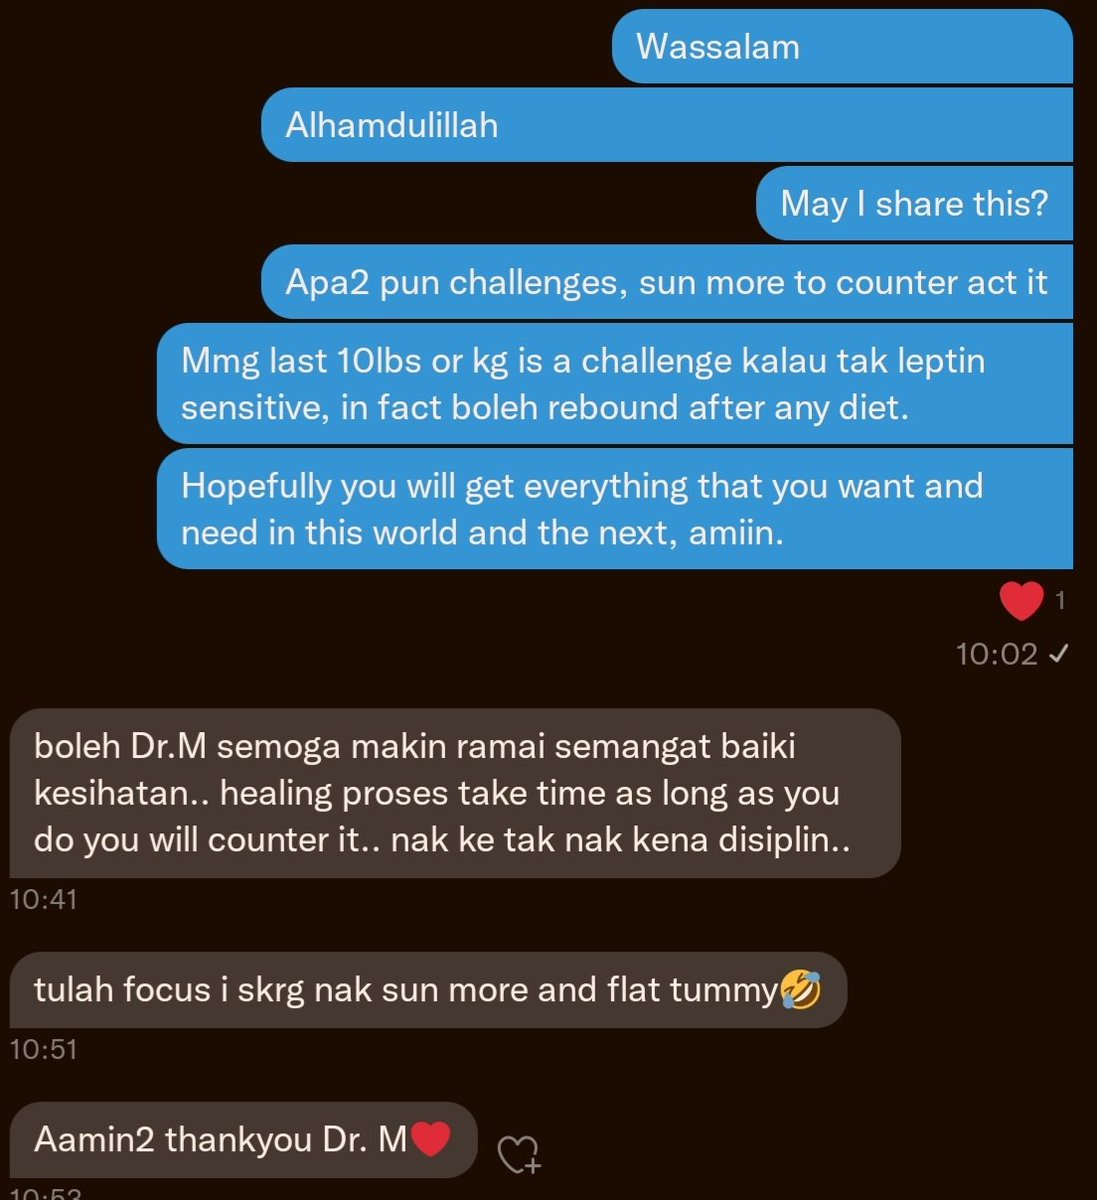 Wassalam
Alhamdulillah
May I share this?
Apa2 pun challenges, sun more to counter act it
Mmg last 10lbs or kg is a challenge kalau tak leptin
sensitive, in fact boleh rebound after any diet.
Hopefully you will get everything that you want and
need in this world and the next, amiin.
❤️ 1
10:02 ✓
boleh Dr.M semoga makin ramai semangat baiki
kesihatan.. healing proses take time as long as you
do you will counter it.. nak ke tak nak kena disiplin..
10:41
tulah focus i skrg nak sun more and flat tummy🤣
10:51
Aamin2 thankyou Dr. M❤️
10:53